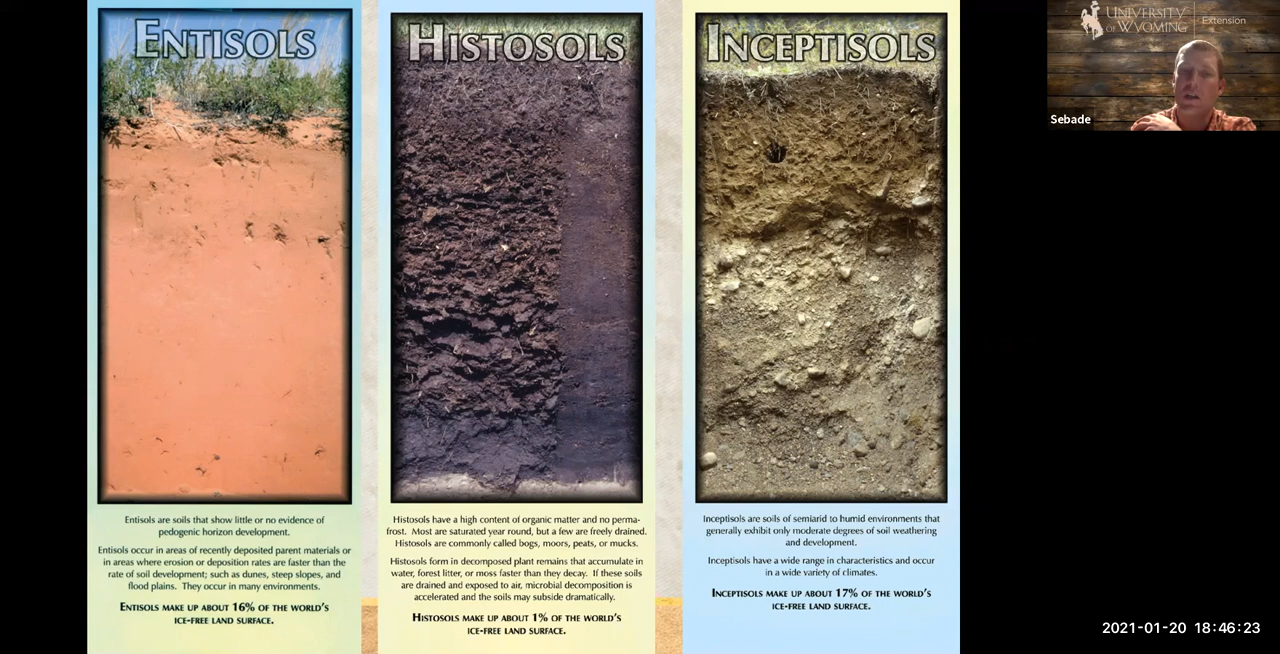 ENTISOLS
Entisols are soils that show little or no evidence of
pedogenic horizon development.
Entisols occur in areas of recently deposited parent materials or
in areas where erosion or deposition rates are faster than the
rate of soil development; such as dunes, steep slopes, and
flood plains. They occur in many environments.
ENTISOLS MAKE UP ABOUT 16% OF THE WORLD'S
ICE-FREE LAND SURFACE.
HISTOSOLS
Histosols have a high content of organic matter and no perma-
frost. Most are saturated year round, but a few are freely drained.
Histosols are commonly called bogs, moors, peats, or mucks.
Histosols form in decomposed plant remains that accumulate in
water, forest litter, or moss faster than they decay. If these soils
are drained and exposed to air, microbial decomposition is
accelerated and the soils may subside dramatically.
HISTOSOLS MAKE UP ABOUT 1% OF THE WORLD'S
ICE-FREE LAND SURFACE.
INCEPTISOLS
Inceptisols are soils of semiarid to humid environments that
generally exhibit only moderate degrees of soil weathering
and development.
Inceptisols have a wide range in characteristics and occur
in a wide variety of climates.
INCEPTISOLS MAKE UP ABOUT 17% OF THE WORLD'S
ICE-FREE LAND SURFACE.
UNIVERSITY
OF WYOMING
Extension
Sebade
2021-01-20 18:46:23